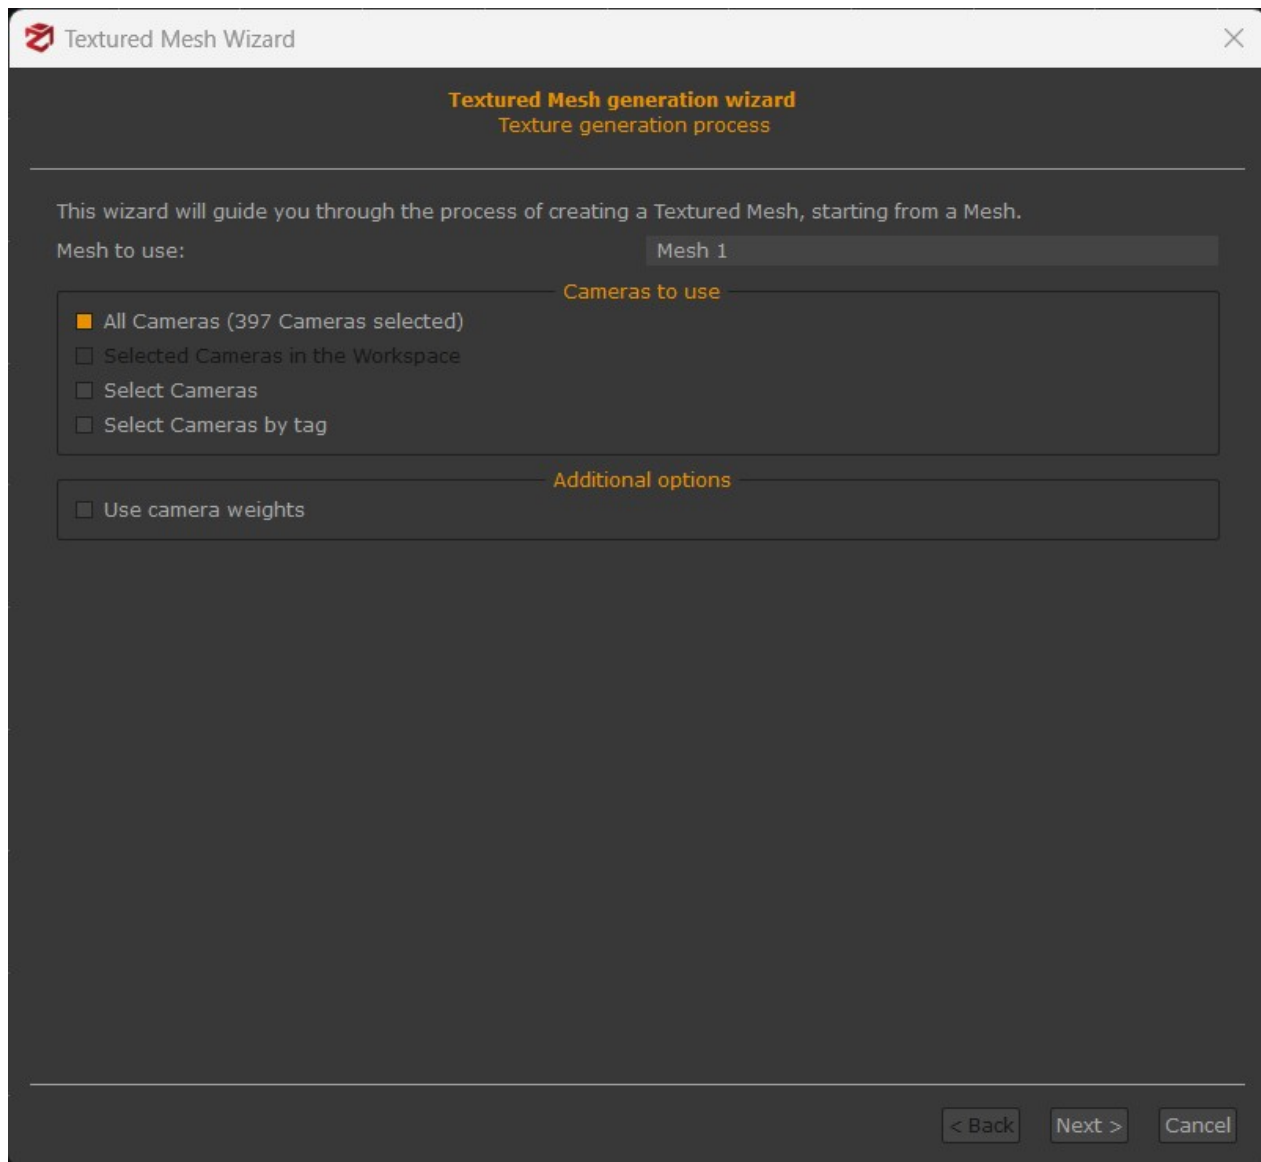 Textured Mesh Wizard
Textured Mesh generation wizard
Texture generation process
This wizard will guide you through the process of creating a Textured Mesh, starting from a Mesh.
Mesh to use: Mesh 1
Cameras to use
All Cameras (397 Cameras selected)
Selected Cameras in the Workspace
Select Cameras
Select Cameras by tag
Additional options
Use camera weights
< Back Next > Cancel